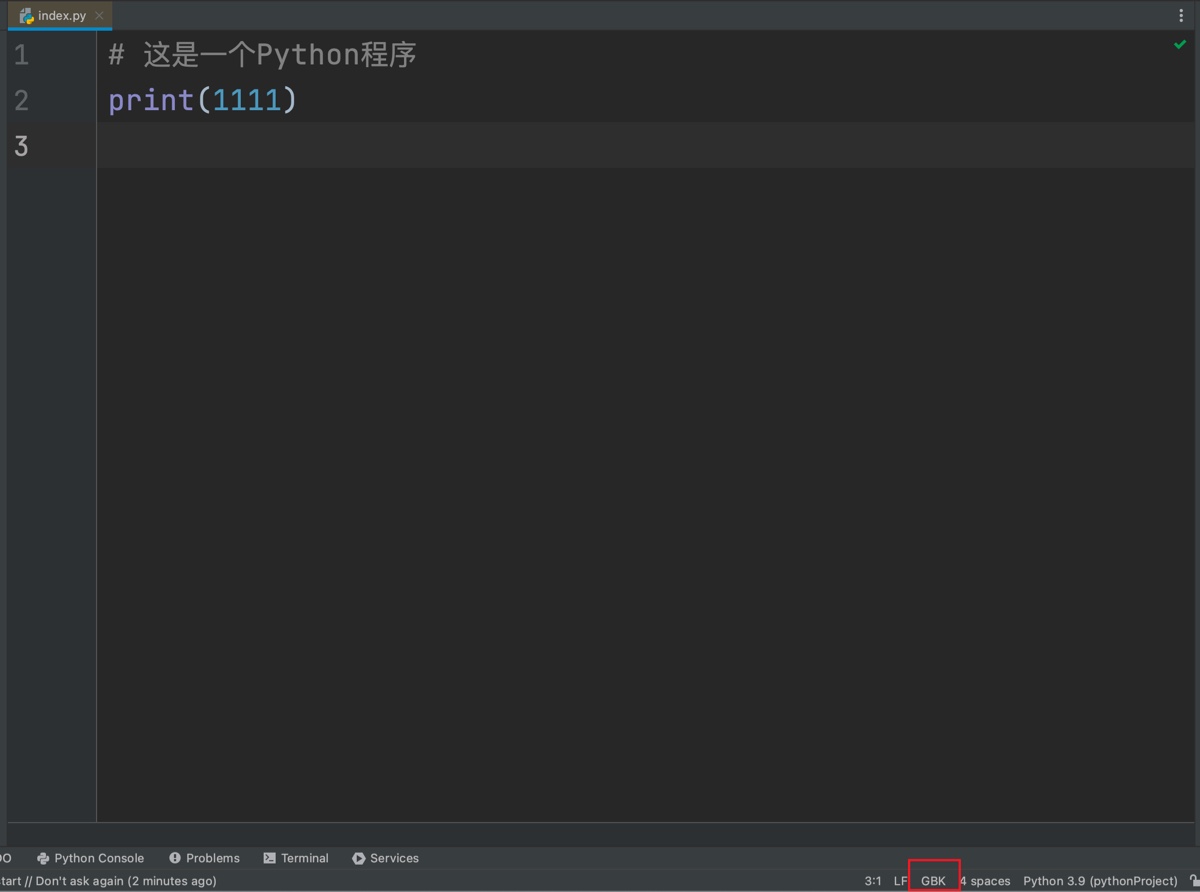 index.py
1 # 这是一个Python程序
2 print(1111)
3
Python Console Problems Terminal Services
// Don't ask again (2 minutes ago) 3:1 LF GBK 4 spaces Python 3.9 (pythonProject)